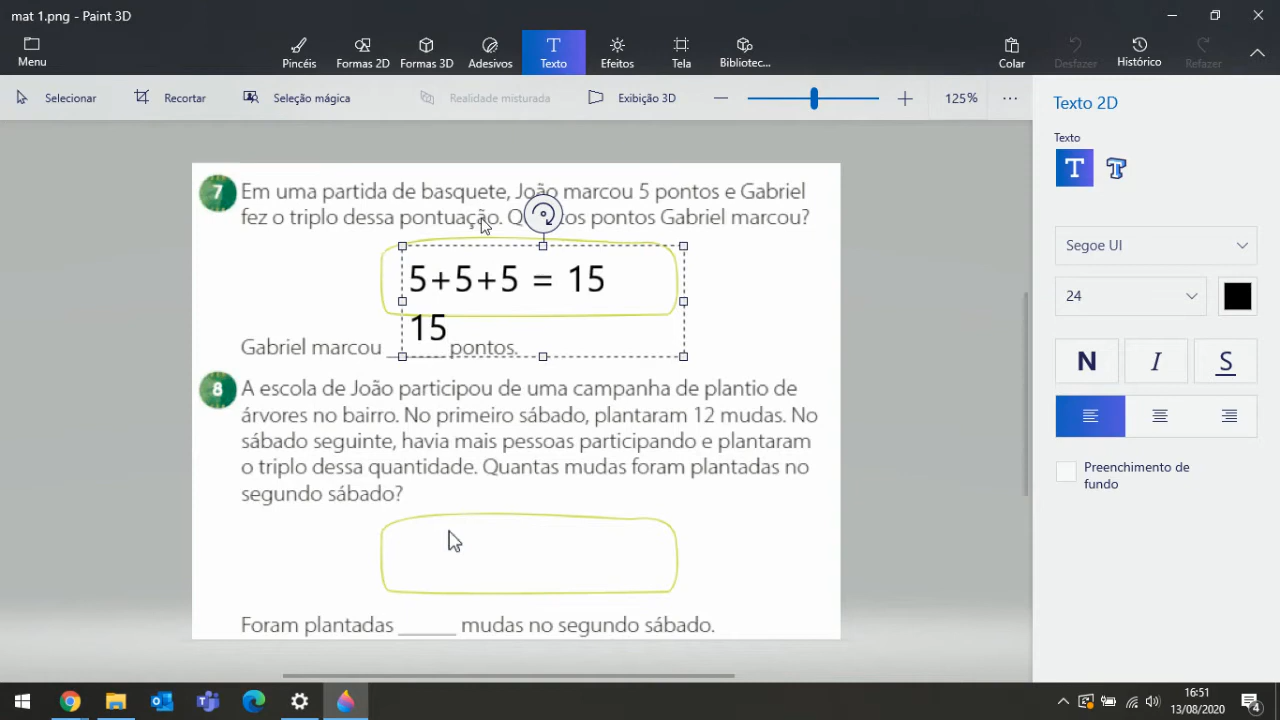 mat 1.png - Paint 3D
Menu
Pincéis
Formas 2D
Formas 3D
Adesivos
Texto
Efeitos
Tela
Bibliotec...
Colar
Desfazer
Histórico
Refazer
Selecionar
Recortar
Seleção mágica
Realidade misturada
Exibição 3D
125%
Texto 2D
Texto
Segoe UI
24
N I S
Preenchimento de
fundo
7 Em uma partida de basquete, João marcou 5 pontos e Gabriel
fez o triplo dessa pontuação. pontos Gabriel marcou?
5+5+5 = 15
15
Gabriel marcou ______ pontos.
8 A escola de João participou de uma campanha de plantio de
árvores no bairro. No primeiro sábado, plantaram 12 mudas. No
sábado seguinte, havia mais pessoas participando e plantaram
o triplo dessa quantidade. Quantas mudas foram plantadas no
segundo sábado?
Foram plantadas ______ mudas no segundo sábado.
16:51
13/08/2020
4